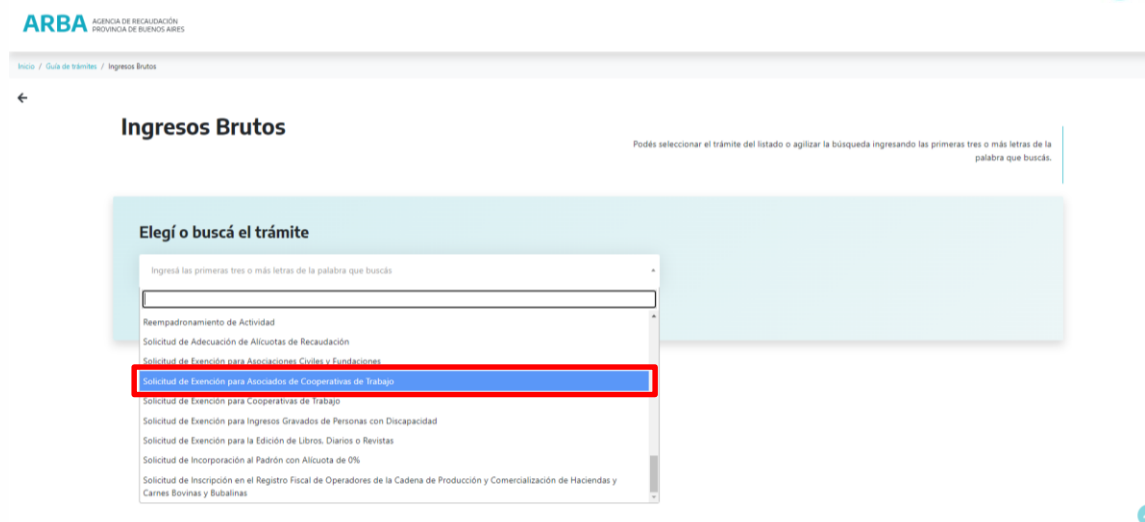 ARBA AGENCIA DE RECAUDACIÓN
PROVINCIA DE BUENOS AIRES
Inicio / Guía de trámites / Ingresos Brutos
Ingresos Brutos
Podés seleccionar el trámite del listado o agilizar la búsqueda ingresando las primeras tres o más letras de la
palabra que buscás.
Elegí o buscá el trámite
Ingresá las primeras tres o más letras de la palabra que buscás
Reempadronamiento de Actividad
Solicitud de Adecuación de Alícuotas de Recaudación
Solicitud de Exención para Asociaciones Civiles y Fundaciones
Solicitud de Exención para Asociados de Cooperativas de Trabajo
Solicitud de Exención para Cooperativas de Trabajo
Solicitud de Exención para Ingresos Gravados de Personas con Discapacidad
Solicitud de Exención para la Edición de Libros, Diarios o Revistas
Solicitud de Incorporación al Padrón con Alícuota de 0%
Solicitud de Inscripción en el Registro Fiscal de Operadores de la Cadena de Producción y Comercialización de Haciendas y
Carnes Bovinas y Bubalinas